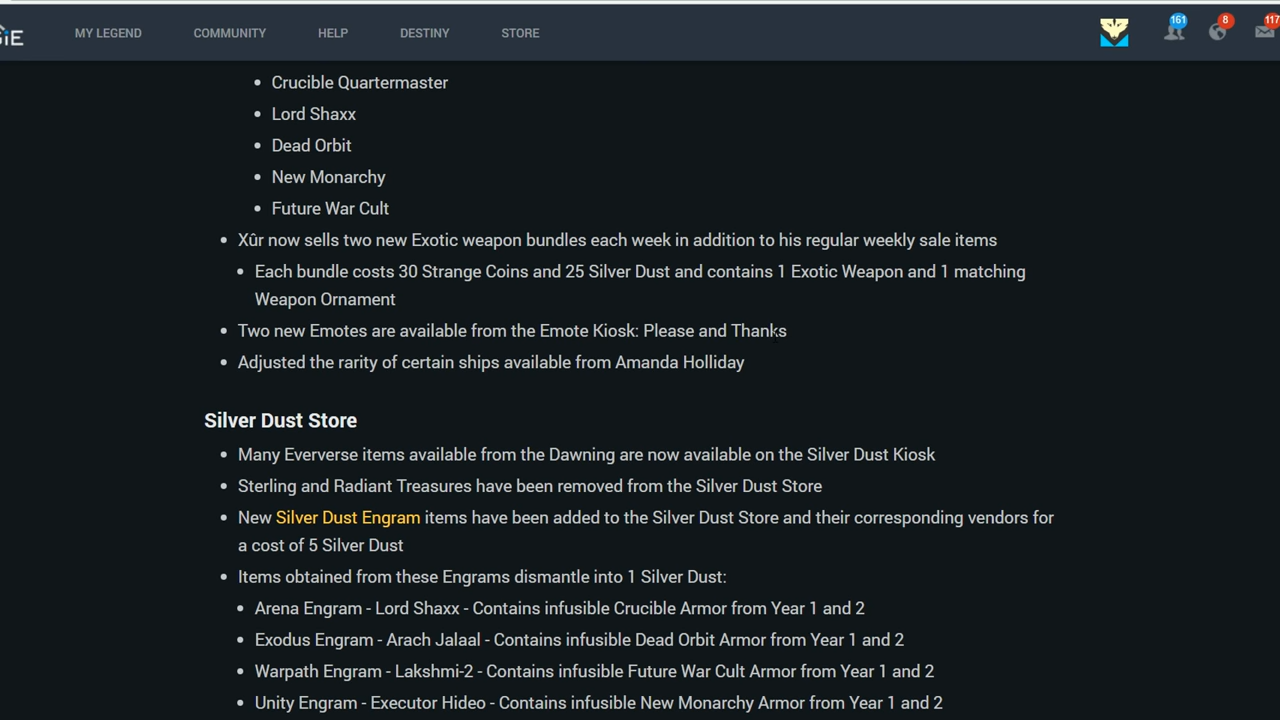 MY LEGEND COMMUNITY HELP DESTINY STORE 161 8 117
Crucible Quartermaster
Lord Shaxx
Dead Orbit
New Monarchy
Future War Cult
Xûr now sells two new Exotic weapon bundles each week in addition to his regular weekly sale items
Each bundle costs 30 Strange Coins and 25 Silver Dust and contains 1 Exotic Weapon and 1 matching
Weapon Ornament
Two new Emotes are available from the Emote Kiosk: Please and Thanks
Adjusted the rarity of certain ships available from Amanda Holliday
Silver Dust Store
Many Eververse items available from the Dawning are now available on the Silver Dust Kiosk
Sterling and Radiant Treasures have been removed from the Silver Dust Store
New Silver Dust Engram items have been added to the Silver Dust Store and their corresponding vendors for
a cost of 5 Silver Dust
Items obtained from these Engrams dismantle into 1 Silver Dust:
Arena Engram - Lord Shaxx - Contains infusible Crucible Armor from Year 1 and 2
Exodus Engram - Arach Jalaal - Contains infusible Dead Orbit Armor from Year 1 and 2
Warpath Engram - Lakshmi-2 - Contains infusible Future War Cult Armor from Year 1 and 2
Unity Engram - Executor Hideo - Contains infusible New Monarchy Armor from Year 1 and 2